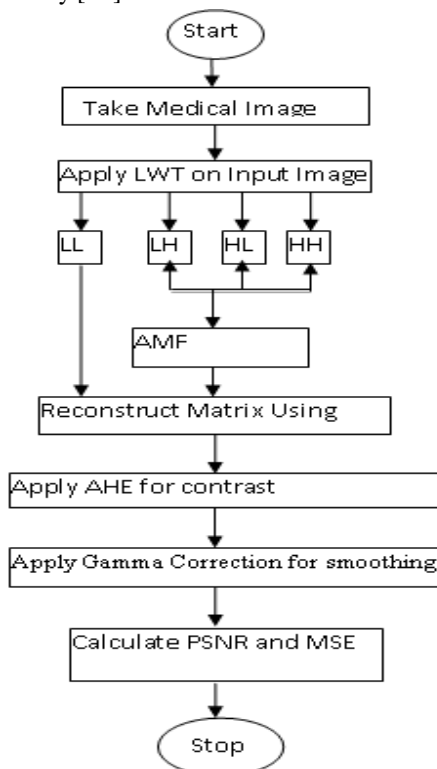 Start
Take Medical Image
Apply LWT on Input Image
LL LH HL HH
AMF
Reconstruct Matrix Using
Apply AHE for contrast
Apply Gamma Correction for smoothing
Calculate PSNR and MSE
Stop